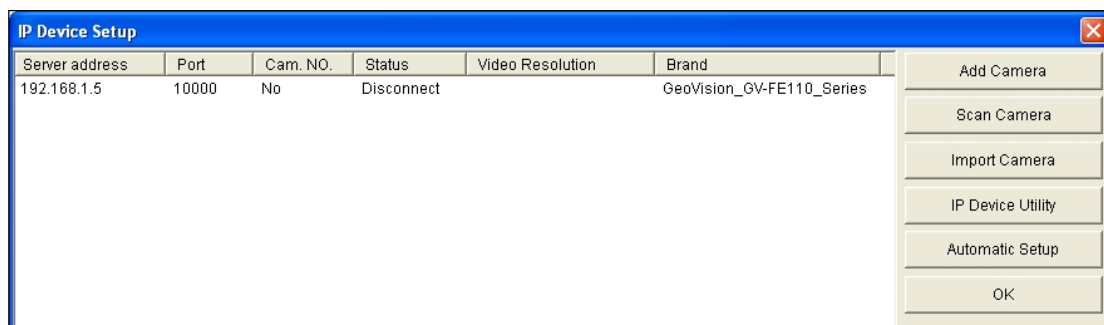 IP Device Setup
Server address Port Cam. NO. Status Video Resolution Brand
192.168.1.5 10000 No Disconnect GeoVision_GV-FE110_Series
Add Camera
Scan Camera
Import Camera
IP Device Utility
Automatic Setup
OK